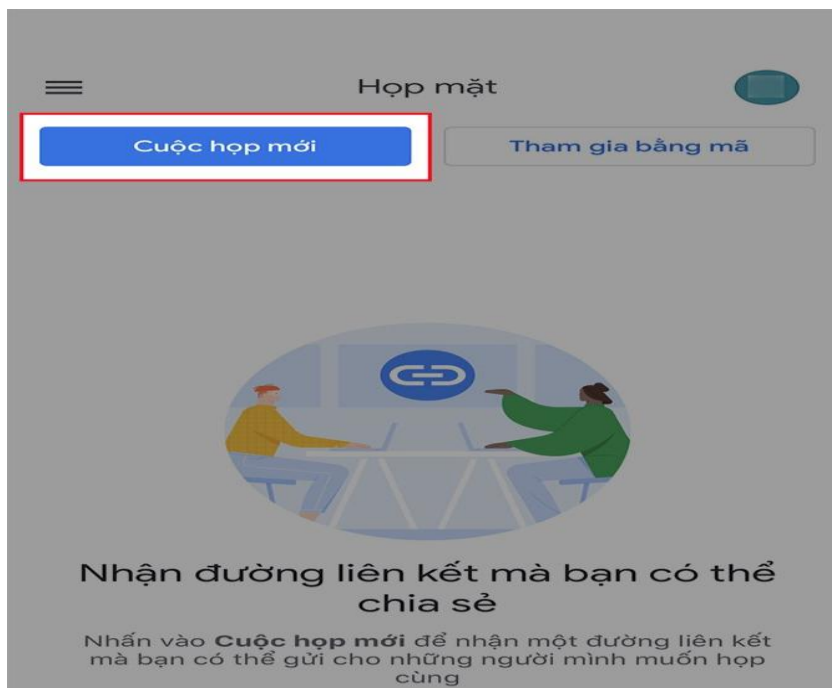 Họp mặt
Cuộc họp mới
Tham gia bằng mã
Nhận đường liên kết mà bạn có thể
chia sẻ
Nhấn vào Cuộc họp mới để nhận một đường liên kết
mà bạn có thể gửi cho những người mình muốn họp
cùng